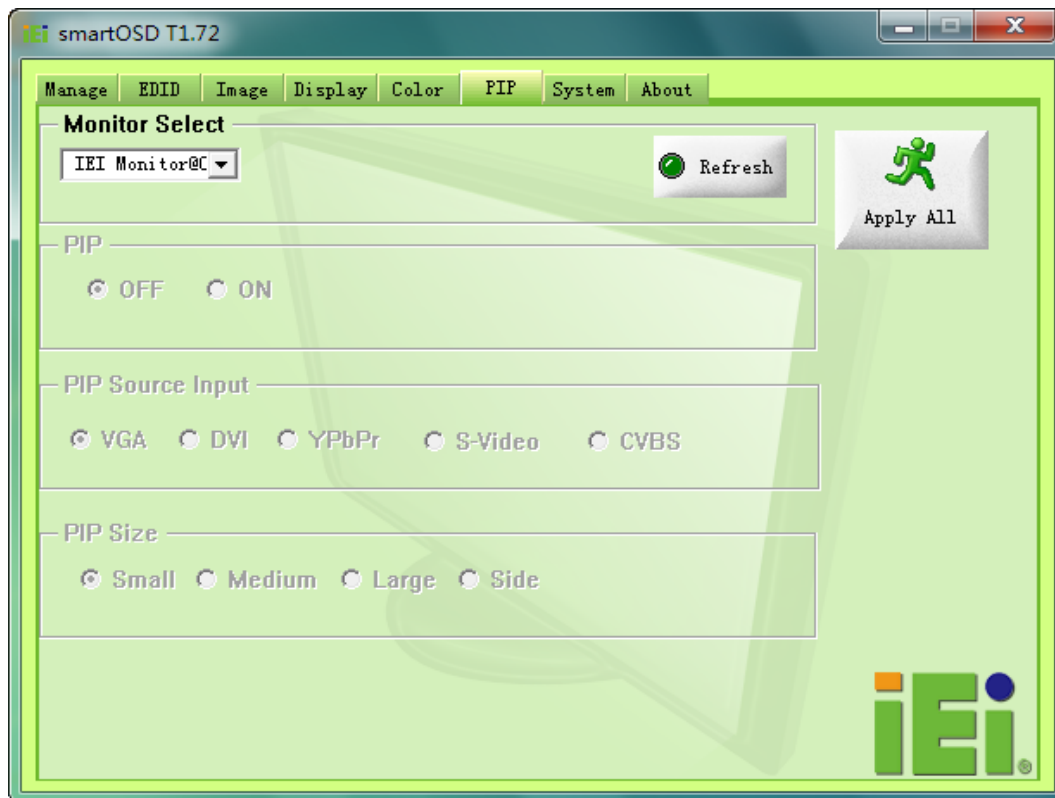 smartOSD T1.72
Manage EDID Image Display Color PIP System About
Monitor Select
IEI Monitor@C
Refresh
Apply All
PIP
OFF ON
PIP Source Input
VGA DVI YPbPr S-Video CVBS
PIP Size
Small Medium Large Side
iEi®